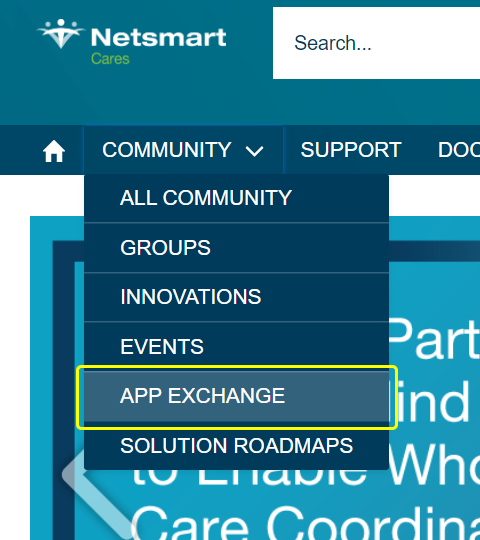 Netsmart
Cares
Search...
COMMUNITY SUPPORT DOC
ALL COMMUNITY
GROUPS
INNOVATIONS
EVENTS
APP EXCHANGE
SOLUTION ROADMAPS
Part
ind
to Enable Who
Care Coordina